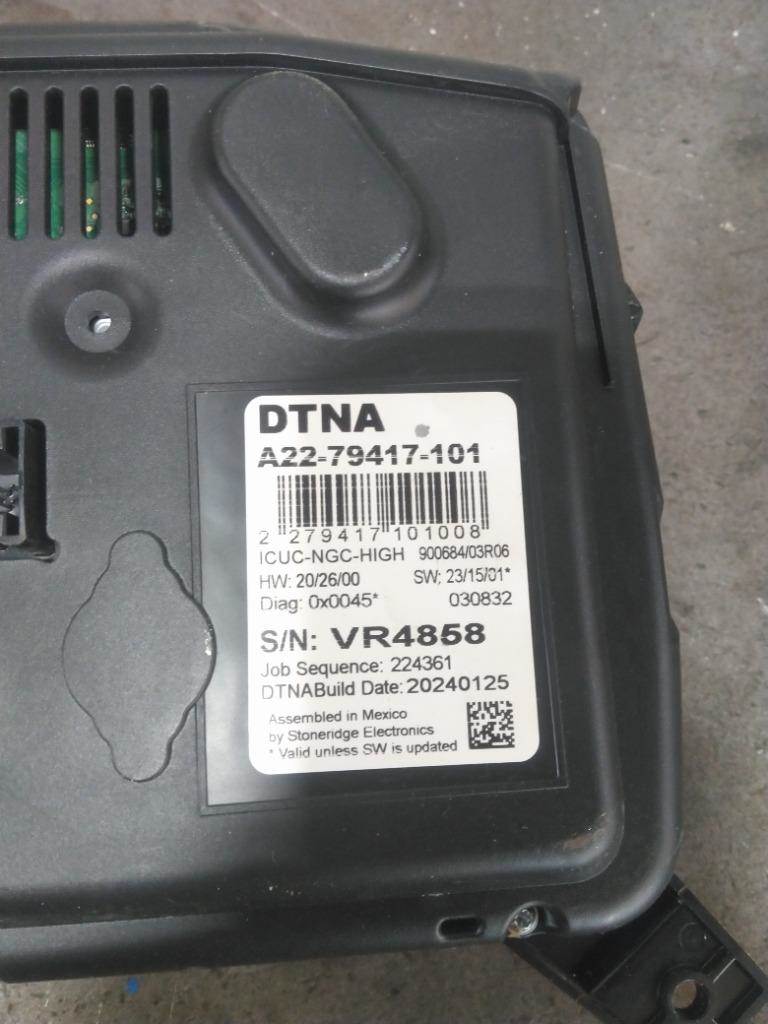 DTNA
A22-79417-101
2 279417 101008
ICUC-NGC-HIGH 900684/03R06
HW: 20/26/00 SW: 23/15/01*
Diag: 0x0045* 030832
S/N: VR4858
Job Sequence: 224361
DTNABuild Date: 20240125
Assembled in Mexico
by Stoneridge Electronics
* Valid unless SW is updated